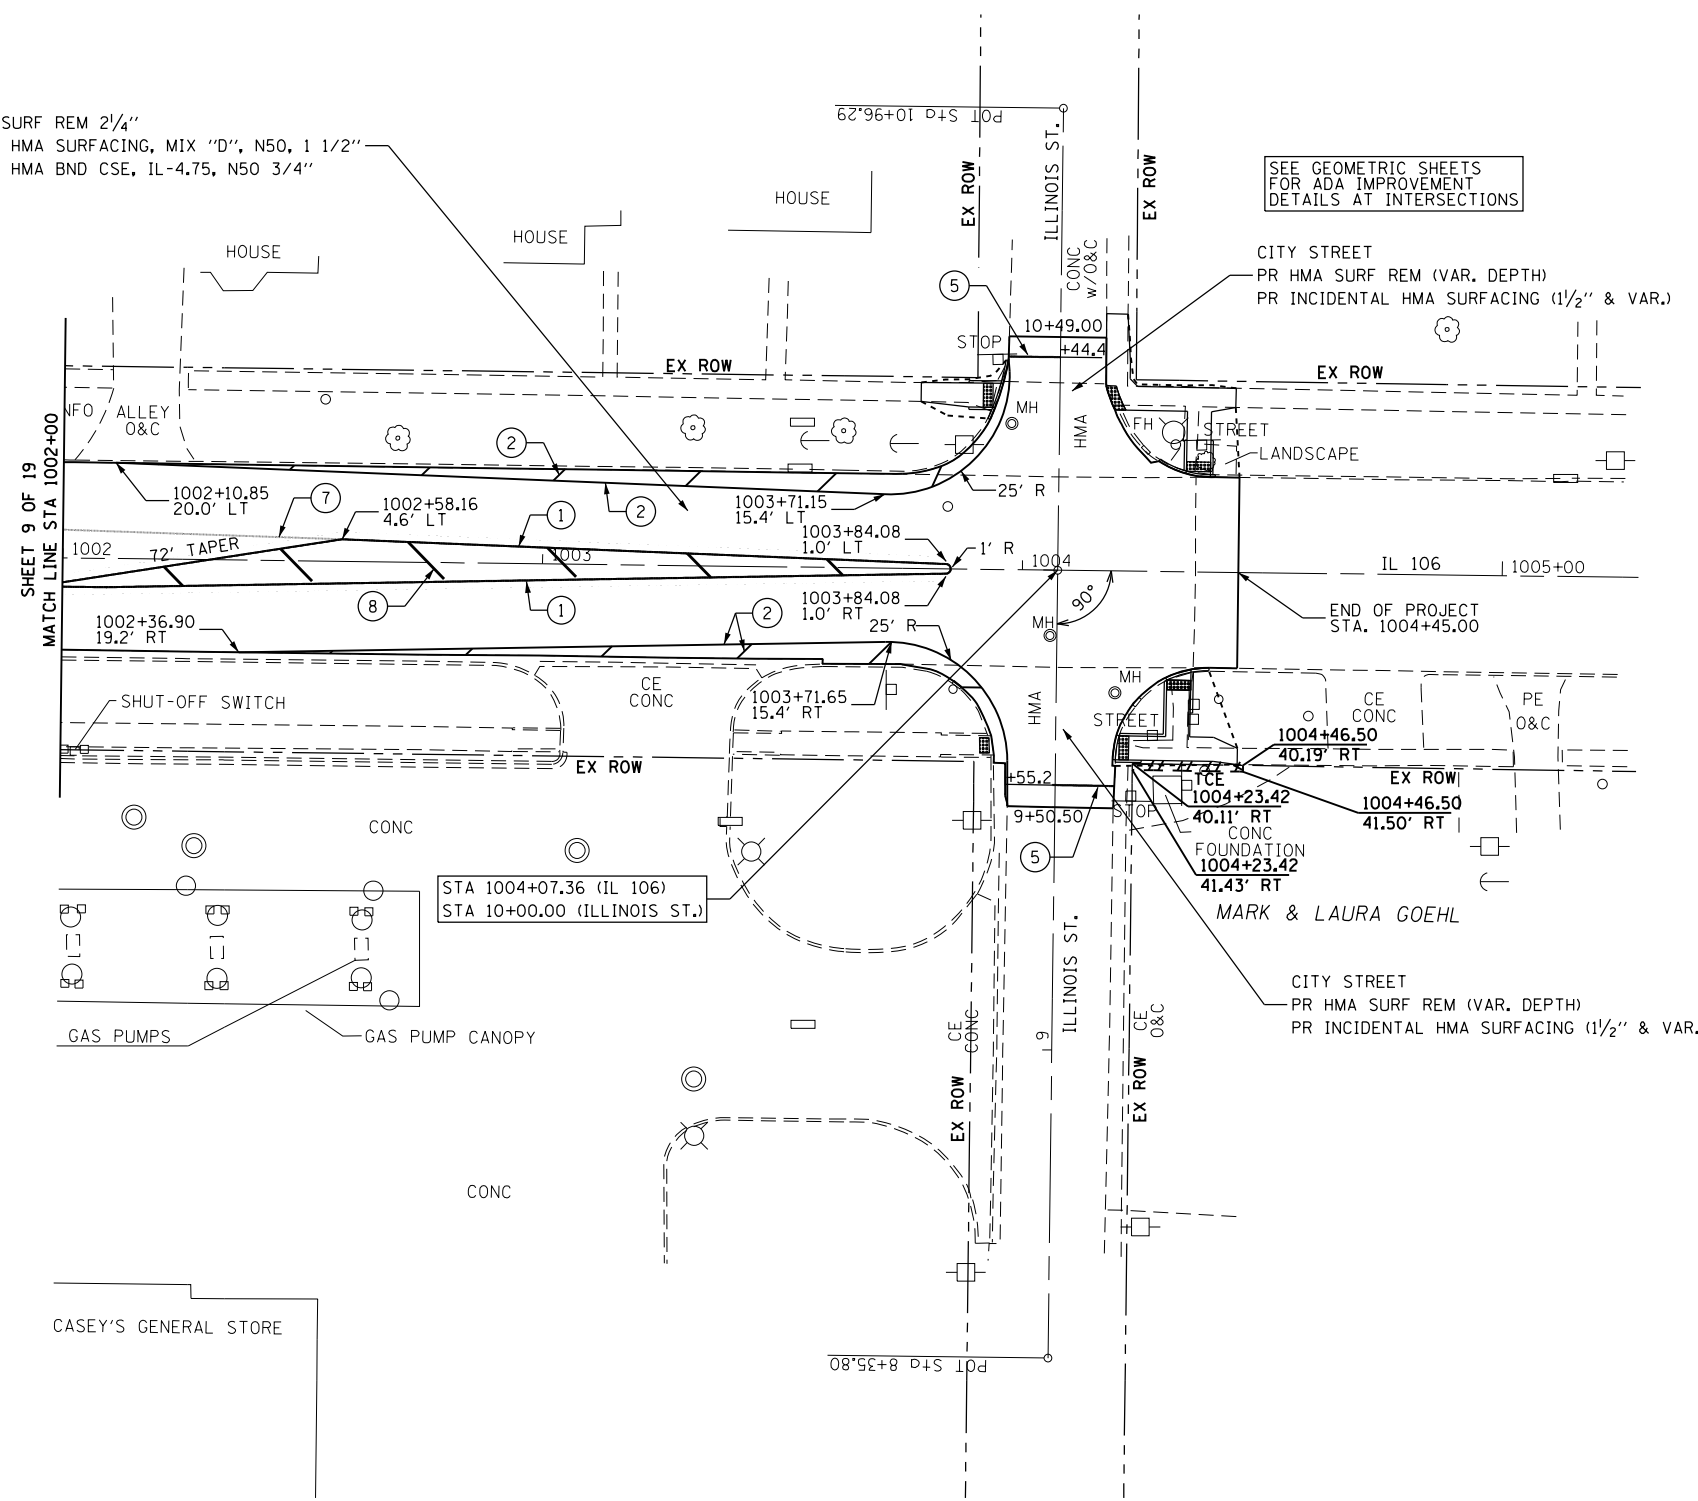 SURF REM 2 1/4"
HMA SURFACING, MIX "D", N50, 1 1/2"
HMA BND CSE, IL-4.75, N50 3/4"
POT Sta 10+96.29
ILLINOIS ST.
EX ROW
EX ROW
SEE GEOMETRIC SHEETS
FOR ADA IMPROVEMENT
DETAILS AT INTERSECTIONS
HOUSE
HOUSE
HOUSE
CONC
w/O&C
CITY STREET
PR HMA SURF REM (VAR. DEPTH)
PR INCIDENTAL HMA SURFACING (1 1/2" & VAR.)
5
10+49.00
+44.4
STOP
EX ROW
EX ROW
ALLEY
O&C
MH
HMA
FH
STREET
LANDSCAPE
2
2
25' R
SHEET 9 OF 19
MATCH LINE STA 1002+00
1002+10.85
20.0' LT
7
1002+58.16
4.6' LT
1
1003+71.15
15.4' LT
1003+84.08
1.0' LT
1' R
1002
72' TAPER
1003
1004
IL 106
1005+00
90°
8
1
1003+84.08
1.0' RT
END OF PROJECT
STA. 1004+45.00
1002+36.90
19.2' RT
2
25' R
MH
MH
SHUT-OFF SWITCH
CE
CONC
1003+71.65
15.4' RT
HMA
STREET
CE
CONC
PE
O&C
1004+46.50
40.19' RT
EX ROW
EX ROW
+55.2
9+50.50
TCE
1004+23.42
40.11' RT
STOP
1004+46.50
41.50' RT
CONC
FOUNDATION
1004+23.42
41.43' RT
5
CONC
STA 1004+07.36 (IL 106)
STA 10+00.00 (ILLINOIS ST.)
MARK & LAURA GOEHL
ILLINOIS ST.
CITY STREET
PR HMA SURF REM (VAR. DEPTH)
PR INCIDENTAL HMA SURFACING (1 1/2" & VAR.
GAS PUMPS
GAS PUMP CANOPY
CE
CONC
9
CE
O&C
EX ROW
EX ROW
CONC
CASEY'S GENERAL STORE
POT Sta 8+35.80